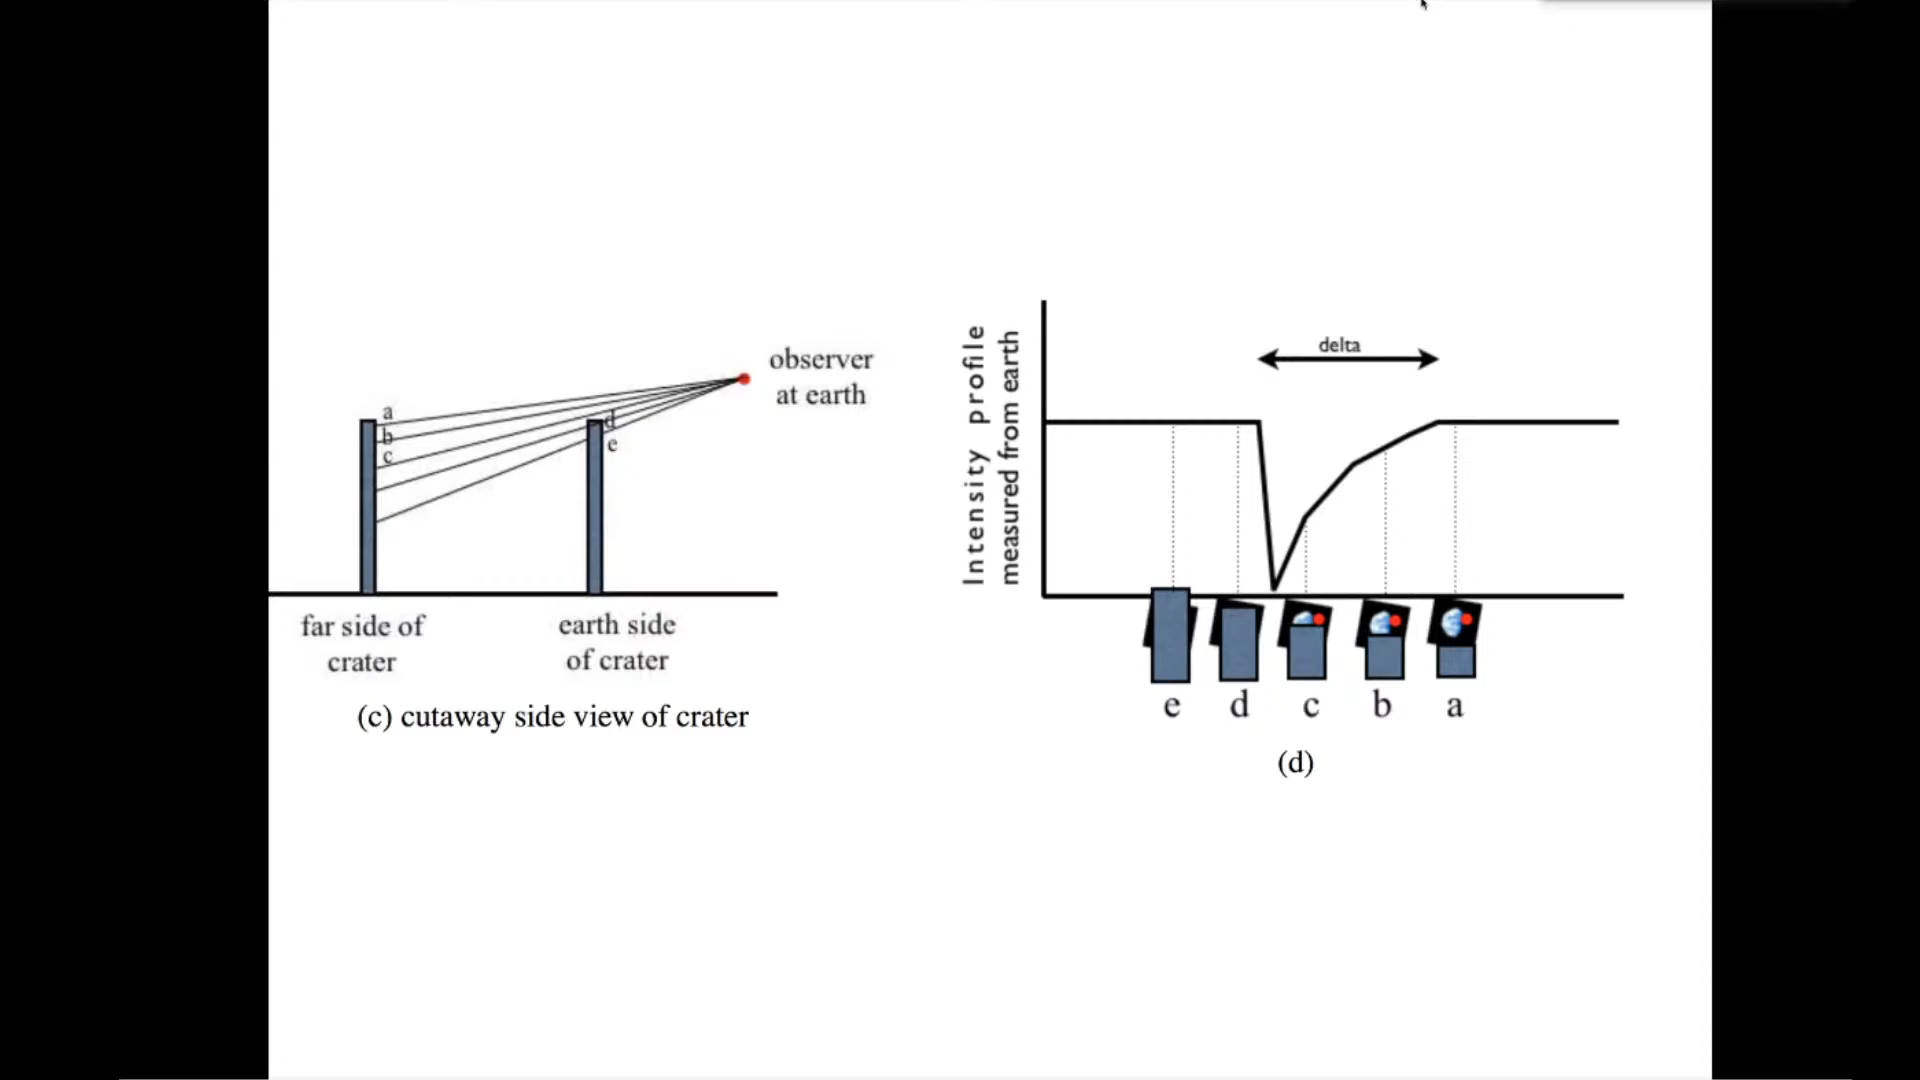 observer
at earth
a
b
c
d
e
far side of
crater
earth side
of crater
(c) cutaway side view of crater
Intensity profile
measured from earth
delta
e d c b a
(d)